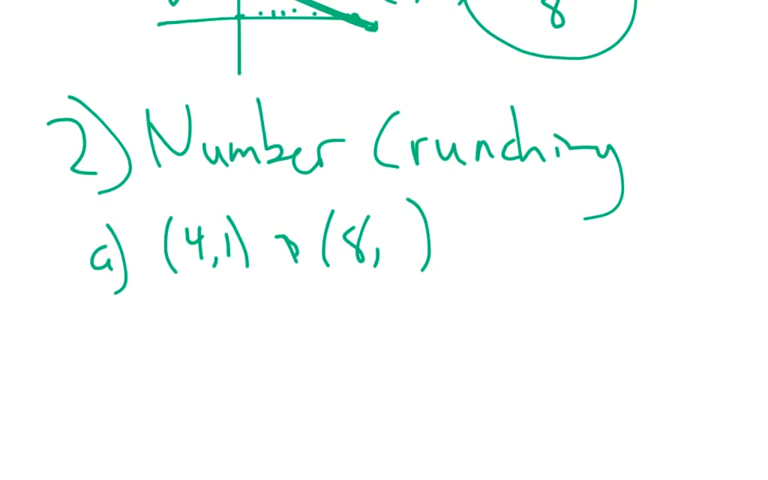 8
2) Number Crunching
a) (4,1) → (8, )